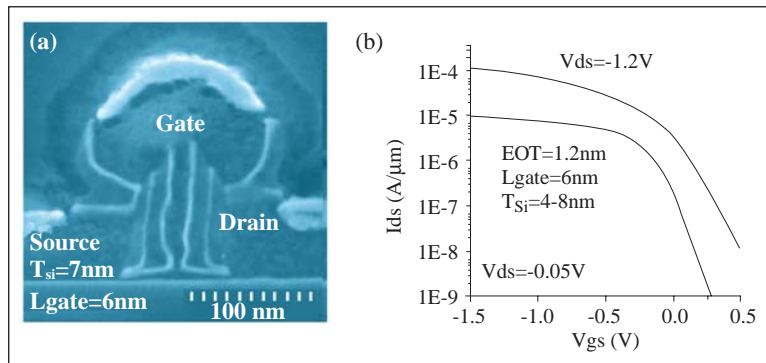 (a)
Gate
Drain
Source
T_si=7nm
Lgate=6nm
100 nm
(b)
Ids (A/μm)
1E-4
1E-5
1E-6
1E-7
1E-8
1E-9
Vds=-1.2V
EOT=1.2nm
Lgate=6nm
T_Si=4-8nm
Vds=-0.05V
-1.5 -1.0 -0.5 0.0 0.5
Vgs (V)